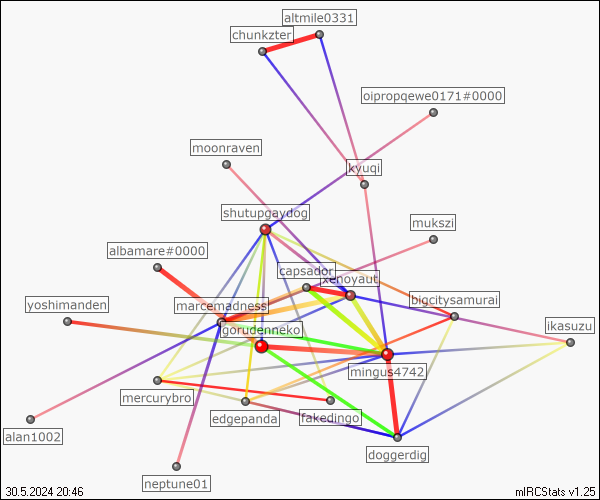 altmile0331
chunkzter
oipropqewe0171#0000
moonraven
kyuqi
shutupgaydog
mukszi
albamare#0000
capsador
xenoyaut
yoshimanden
marcemadness
bigcitysamurai
gorudenneko
ikasuzu
mingus4742
mercurybro
edgepanda
fakedingo
alan1002
doggerdig
neptune01
30.5.2024 20:46
mIRCStats v1.25